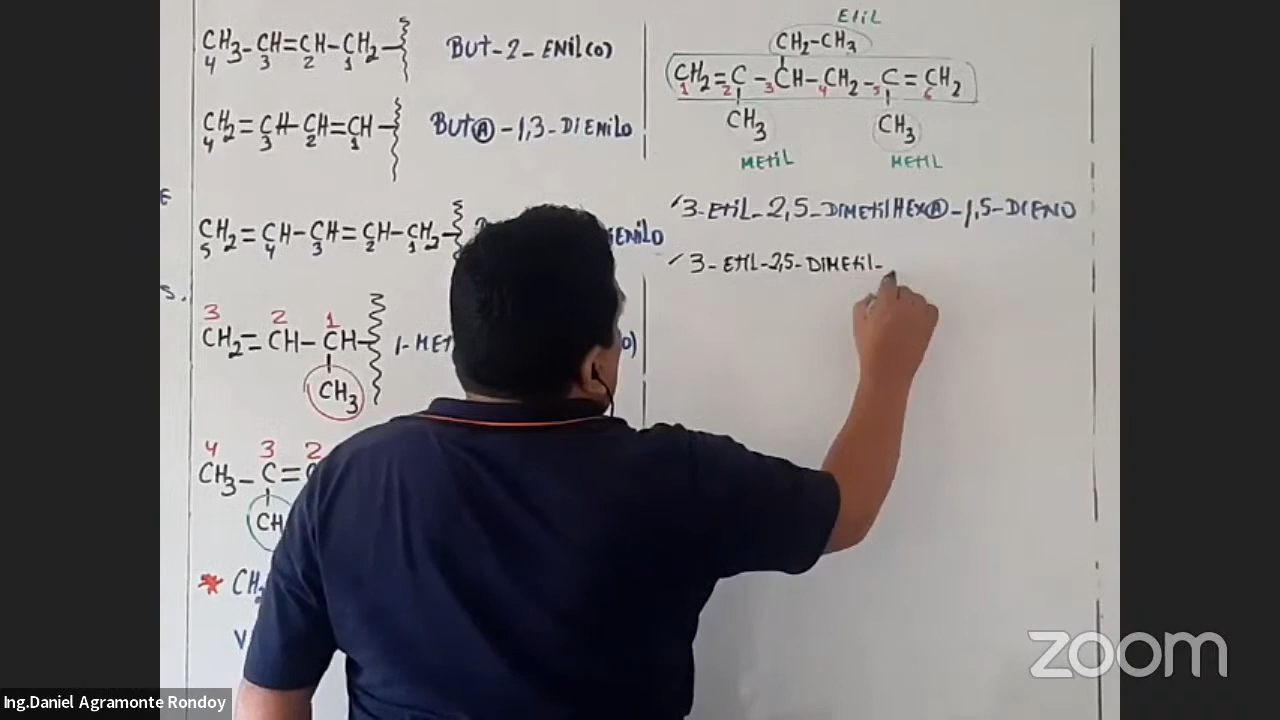 4 3 2 1
CH3-CH=CH-CH2- BUT-2-ENIL(O)
CH2=CH-CH=CH- BUTⒶ-1,3-DIENILO
4 3 2 1
CH2=CH-CH=CH-CH2- ENILO
5 4 3 2 1
3 2 1
CH2=CH-CH- 1-MET O)
CH3
4 3 2
CH3-C=
CH
* CH2
V
S.
EtiL
CH2-CH3
CH2=C-CH-CH2-C=CH2
1 2 3 4 5 6
CH3 CH3
METiL METiL
3-EtiL-2,5-DIMEtiLHEXⒶ-1,5-DIENO
3-EtiL-2,5-DIMEtil-
zoom
Ing.Daniel Agramonte Rondoy